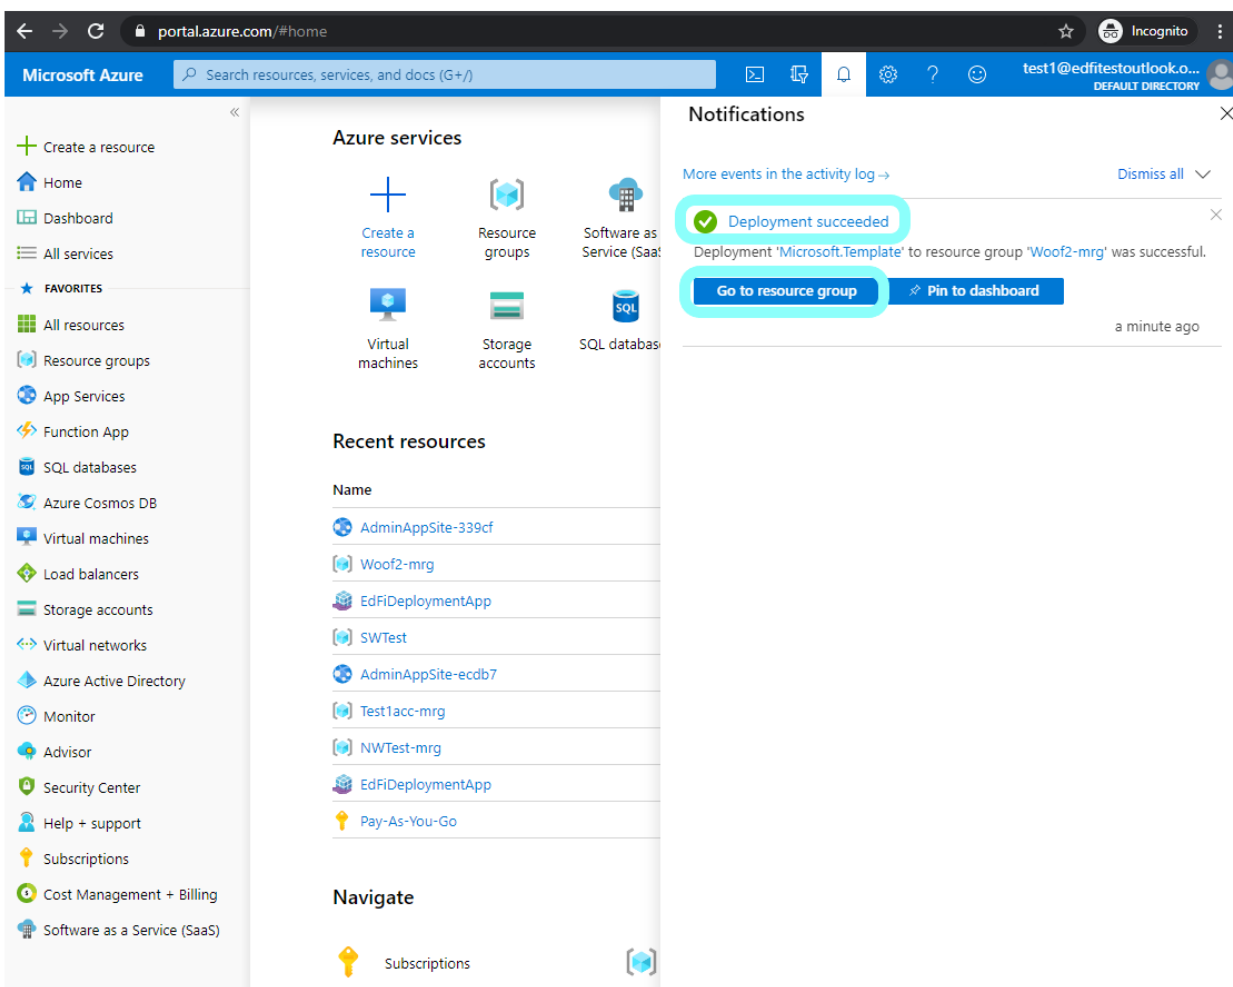 portal.azure.com/#home
Incognito
Microsoft Azure
Search resources, services, and docs (G+/)
test1@edfitestoutlook.o...
DEFAULT DIRECTORY
Create a resource
Home
Dashboard
All services
FAVORITES
All resources
Resource groups
App Services
Function App
SQL databases
Azure Cosmos DB
Virtual machines
Load balancers
Storage accounts
Virtual networks
Azure Active Directory
Monitor
Advisor
Security Center
Help + support
Subscriptions
Cost Management + Billing
Software as a Service (SaaS)
Azure services
Create a
resource
Resource
groups
Software as
Service (SaaS
Virtual
machines
Storage
accounts
SQL
SQL databas
Recent resources
Name
AdminAppSite-339cf
Woof2-mrg
EdFiDeploymentApp
SWTest
AdminAppSite-ecdb7
Test1acc-mrg
NWTest-mrg
EdFiDeploymentApp
Pay-As-You-Go
Navigate
Subscriptions
Notifications
More events in the activity log →
Dismiss all
Deployment succeeded
Deployment 'Microsoft.Template' to resource group 'Woof2-mrg' was successful.
Go to resource group
Pin to dashboard
a minute ago